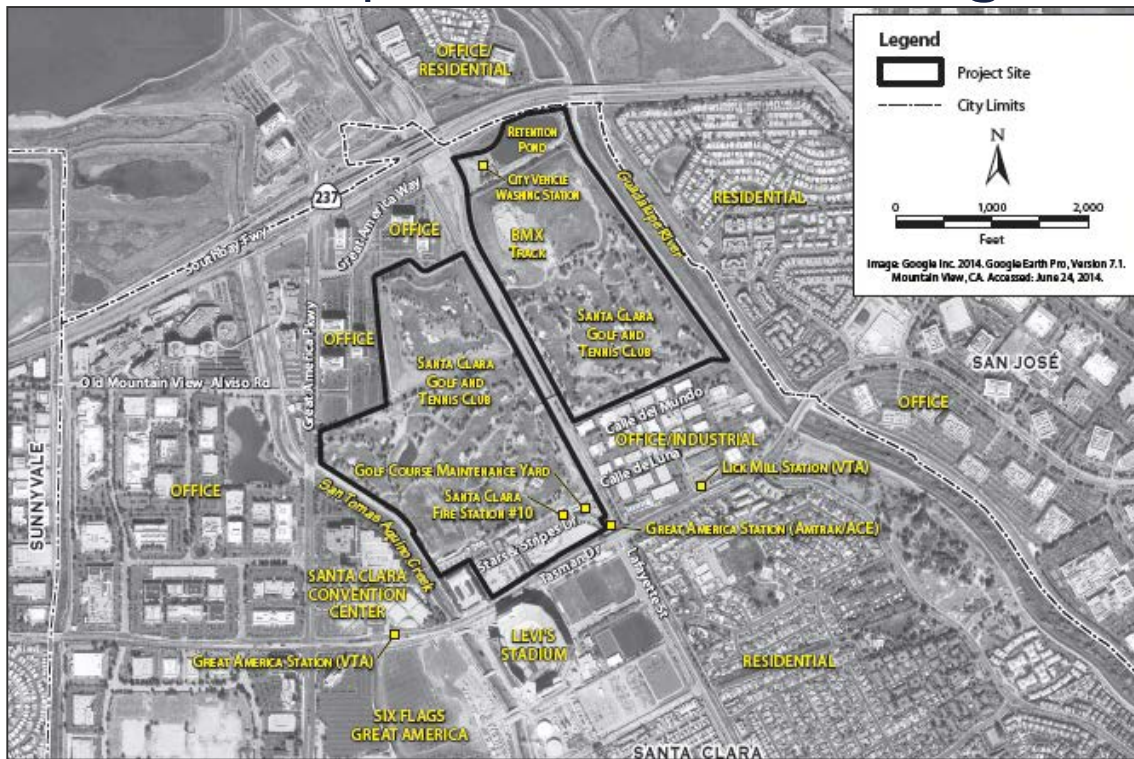 OFFICE/
RESIDENTIAL
Legend
Project Site
City Limits
N
0 1,000 2,000
Feet
Image: Google Inc. 2014. Google Earth Pro, Version 7.1.
Mountain View, CA. Accessed: June 24, 2014.
RETENTION
POND
CITY VEHICLE
WASHING STATION
237
Southbay Fwy
Great America Way
OFFICE
BMX
TRACK
Guadalupe River
RESIDENTIAL
SANTA CLARA
GOLF AND
TENNIS CLUB
OFFICE
Great America Pkwy
Old Mountain View Alviso Rd
SANTA CLARA
GOLF AND
TENNIS CLUB
SAN JOSÉ
OFFICE
Calle del Mundo
OFFICE/INDUSTRIAL
Calle de Luna
LICK MILL STATION (VTA)
SUNNYVALE
OFFICE
GOLF COURSE MAINTENANCE YARD
SANTA CLARA
FIRE STATION #10
San Tomas Aquino Creek
Stars & Stripes Dr
GREAT AMERICA STATION (AMTRAK/ACE)
Tasman Dr
Lafayette St
SANTA CLARA
CONVENTION
CENTER
LEVI'S
STADIUM
GREAT AMERICA STATION (VTA)
RESIDENTIAL
SIX FLAGS
GREAT AMERICA
SANTA CLARA